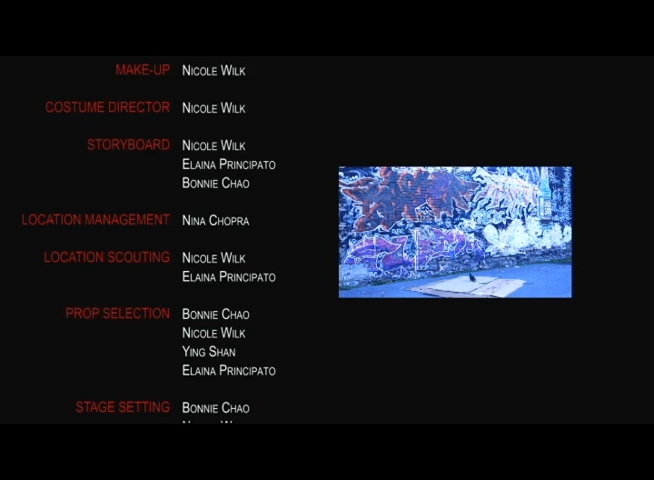 MAKE-UP NICOLE WILK
COSTUME DIRECTOR NICOLE WILK
STORYBOARD NICOLE WILK
ELAINA PRINCIPATO
BONNIE CHAO
LOCATION MANAGEMENT NINA CHOPRA
LOCATION SCOUTING NICOLE WILK
ELAINA PRINCIPATO
PROP SELECTION BONNIE CHAO
NICOLE WILK
YING SHAN
ELAINA PRINCIPATO
STAGE SETTING BONNIE CHAO